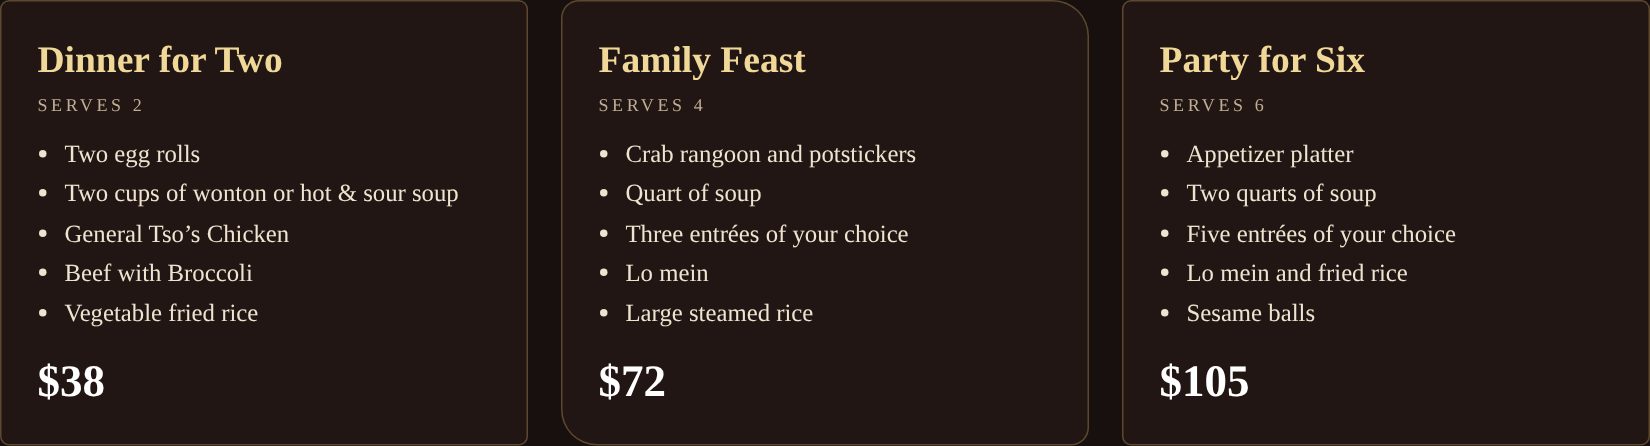 Dinner for Two
SERVES 2
• Two egg rolls
• Two cups of wonton or hot & sour soup
• General Tso’s Chicken
• Beef with Broccoli
• Vegetable fried rice
$38
Family Feast
SERVES 4
• Crab rangoon and potstickers
• Quart of soup
• Three entrées of your choice
• Lo mein
• Large steamed rice
$72
Party for Six
SERVES 6
• Appetizer platter
• Two quarts of soup
• Five entrées of your choice
• Lo mein and fried rice
• Sesame balls
$105